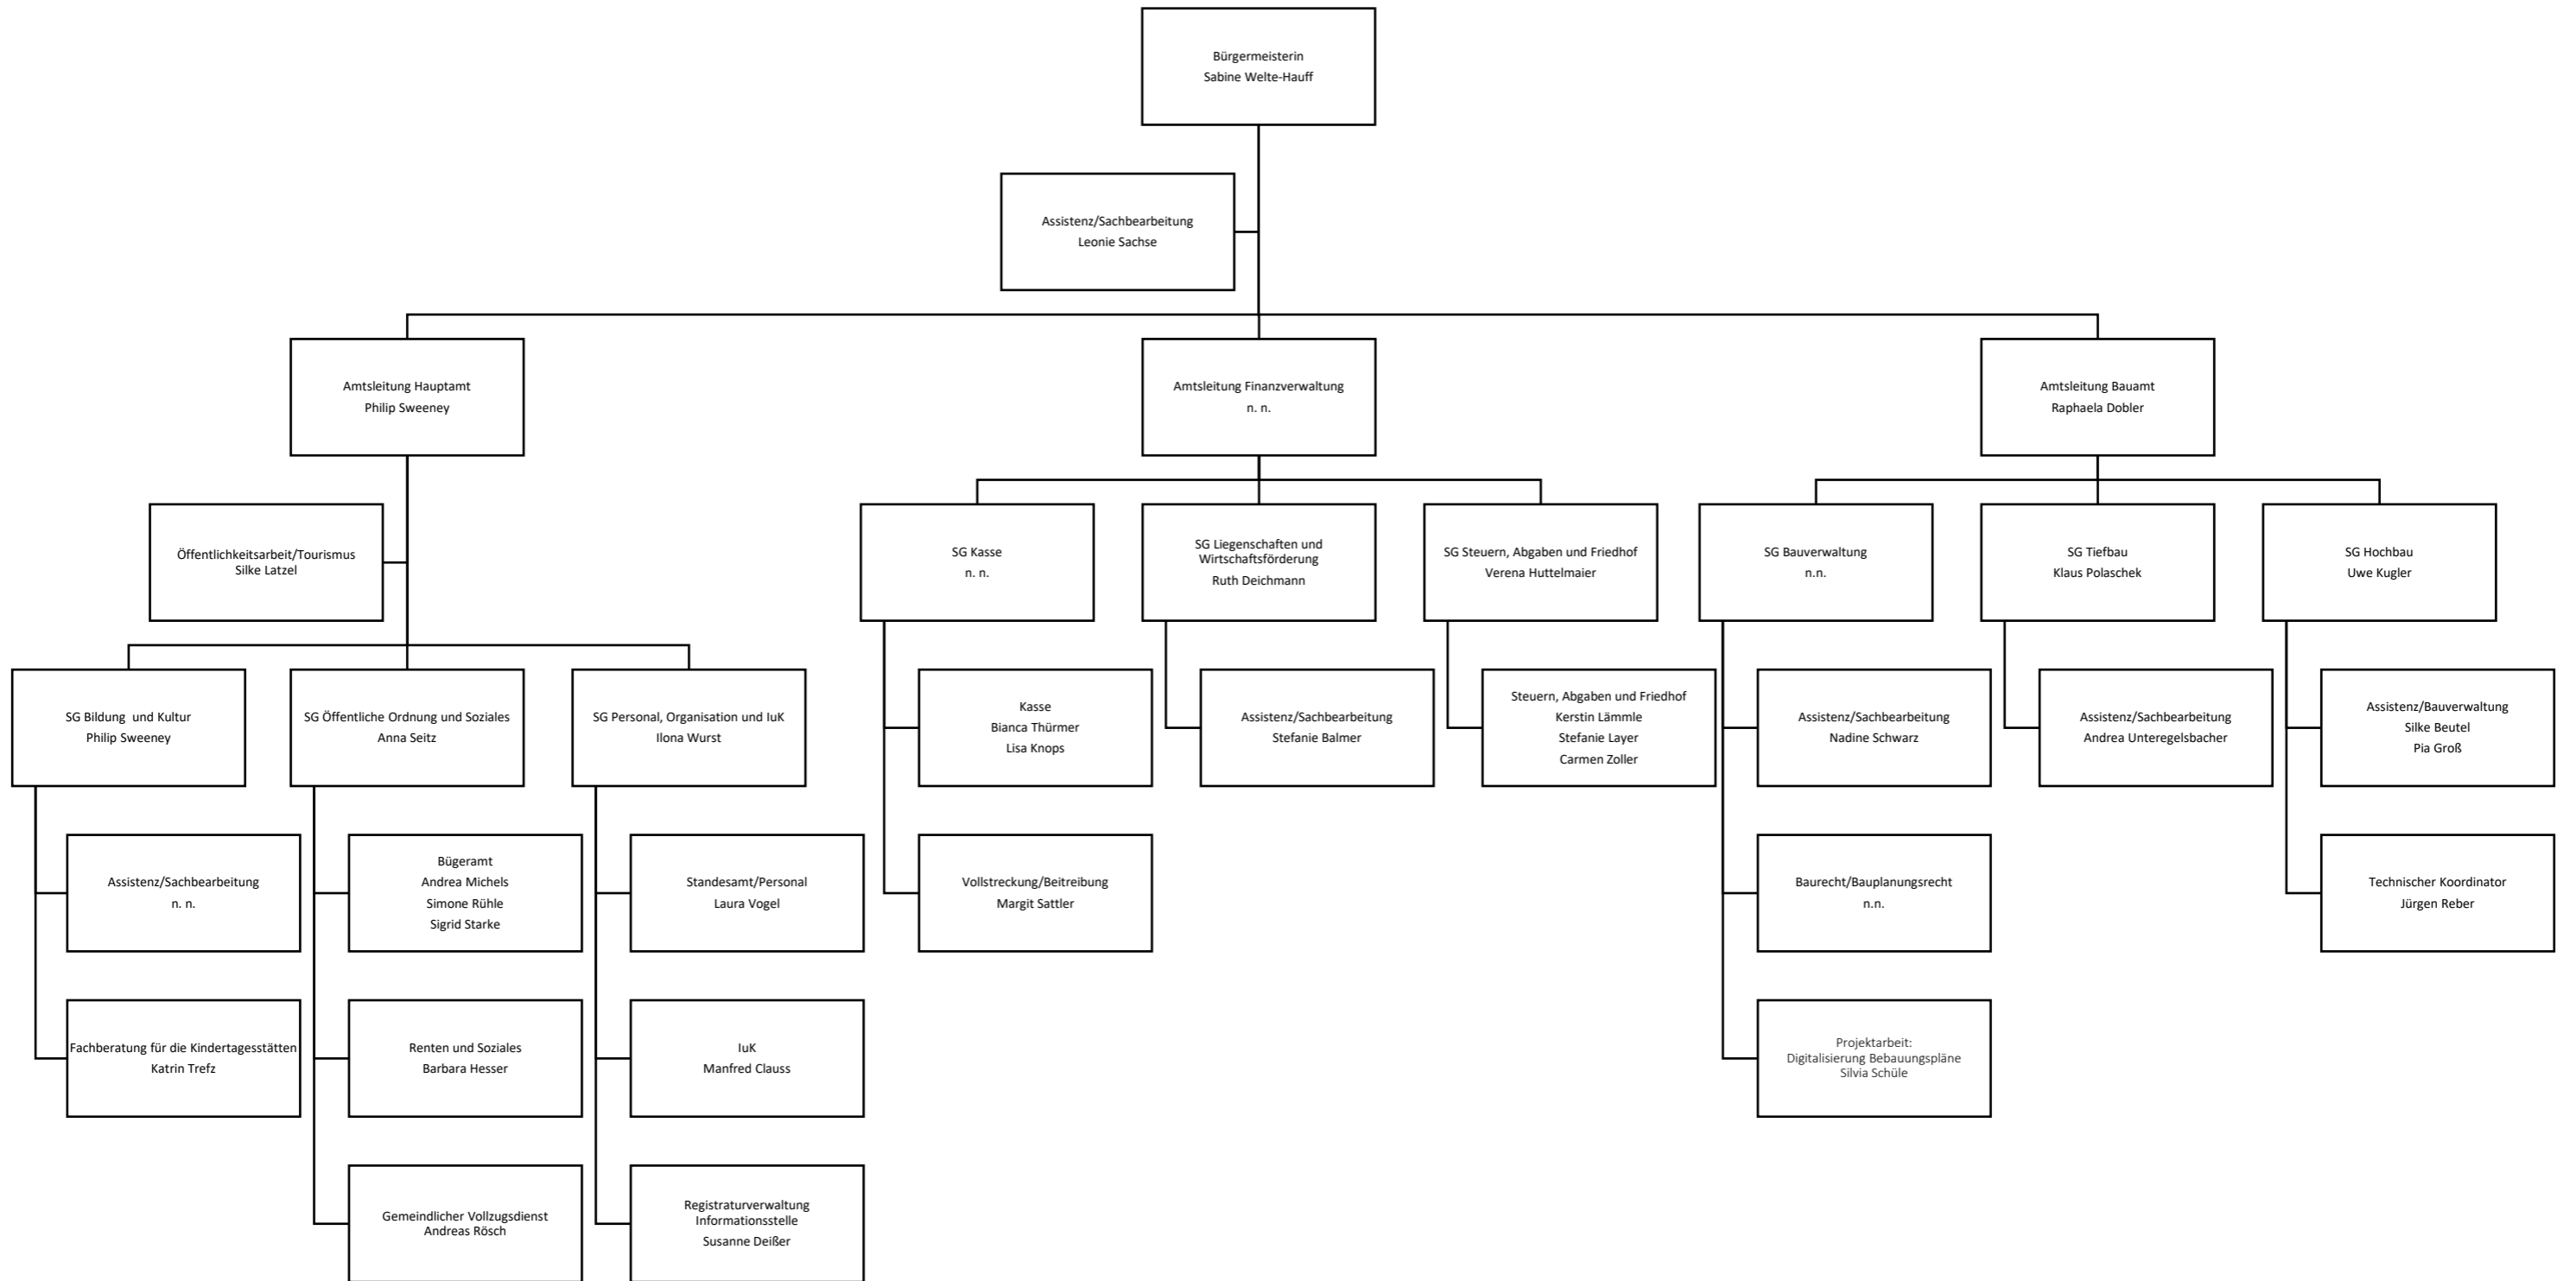 Bürgermeisterin
Sabine Welte-Hauff
Assistenz/Sachbearbeitung
Leonie Sachse
Amtsleitung Hauptamt
Philip Sweeney
Amtsleitung Finanzverwaltung
n. n.
Amtsleitung Bauamt
Raphaela Dobler
Öffentlichkeitsarbeit/Tourismus
Silke Latzel
SG Kasse
n. n.
SG Liegenschaften und
Wirtschaftsförderung
Ruth Deichmann
SG Steuern, Abgaben und Friedhof
Verena Huttelmaier
SG Bauverwaltung
n.n.
SG Tiefbau
Klaus Polaschek
SG Hochbau
Uwe Kugler
SG Bildung  und Kultur
Philip Sweeney
SG Öffentliche Ordnung und Soziales
Anna Seitz
SG Personal, Organisation und IuK
Ilona Wurst
Kasse
Bianca Thürmer
Lisa Knops
Assistenz/Sachbearbeitung
Stefanie Balmer
Steuern, Abgaben und Friedhof
Kerstin Lämmle
Stefanie Layer
Carmen Zoller
Assistenz/Sachbearbeitung
Nadine Schwarz
Assistenz/Sachbearbeitung
Andrea Unteregelsbacher
Assistenz/Bauverwaltung
Silke Beutel
Pia Groß
Assistenz/Sachbearbeitung
n. n.
Bügeramt
Andrea Michels
Simone Rühle
Sigrid Starke
Standesamt/Personal
Laura Vogel
Vollstreckung/Beitreibung
Margit Sattler
Baurecht/Bauplanungsrecht
n.n.
Technischer Koordinator
Jürgen Reber
Fachberatung für die Kindertagesstätten
Katrin Trefz
Renten und Soziales
Barbara Hesser
IuK
Manfred Clauss
Projektarbeit:
Digitalisierung Bebauungspläne
Silvia Schüle
Gemeindlicher Vollzugsdienst
Andreas Rösch
Registraturverwaltung
Informationsstelle
Susanne Deißer